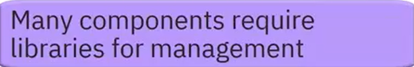 Many components require
libraries for management